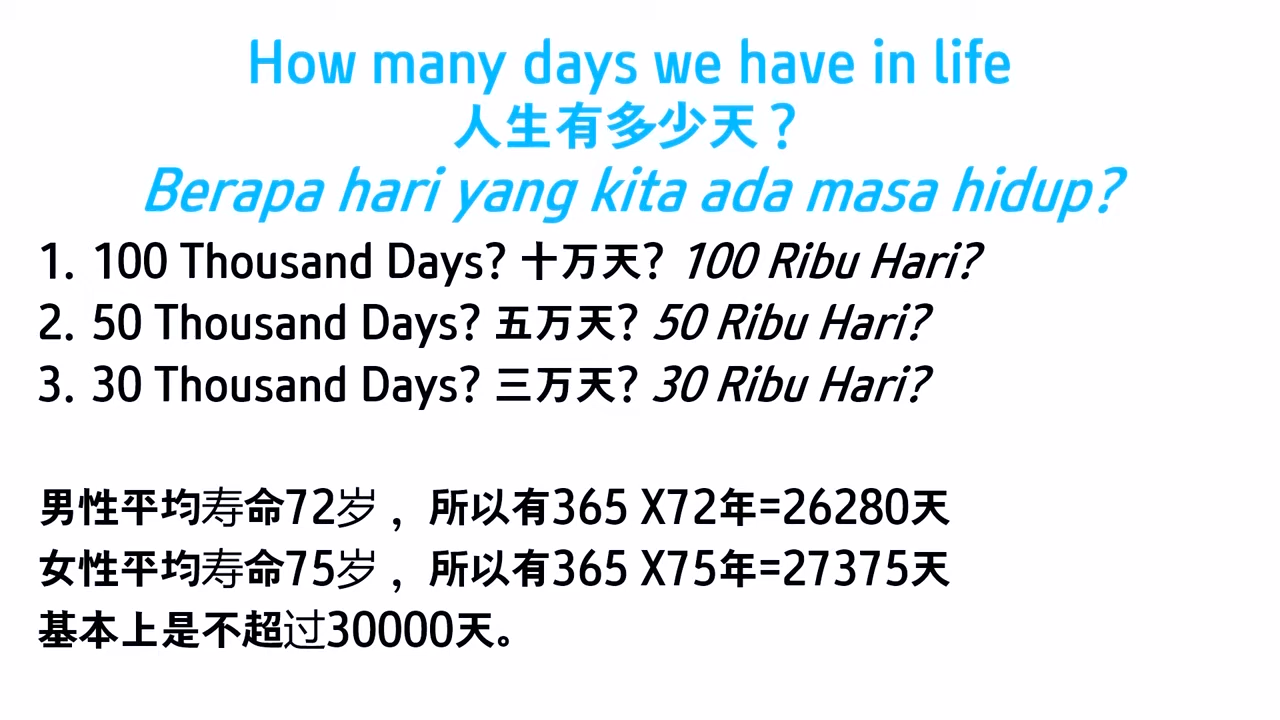 How many days we have in life
人生有多少天？
Berapa hari yang kita ada masa hidup?
1. 100 Thousand Days? 十万天? 100 Ribu Hari?
2. 50 Thousand Days? 五万天? 50 Ribu Hari?
3. 30 Thousand Days? 三万天? 30 Ribu Hari?
男性平均寿命72岁，所以有365 X72年=26280天
女性平均寿命75岁，所以有365 X75年=27375天
基本上是不超过30000天。